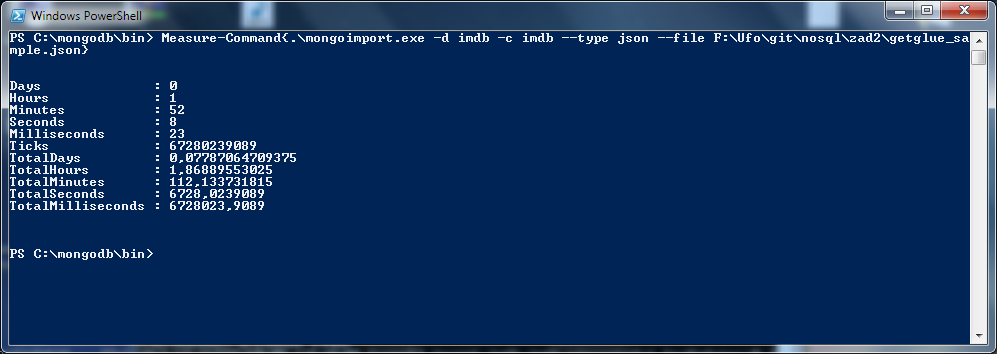 Windows PowerShell
PS C:\mongodb\bin> Measure-Command{.\mongoimport.exe -d imdb -c imdb --type json --file F:\Ufo\git\nosql\zad2\getglue_sa
mple.json}
Days : 0
Hours : 1
Minutes : 52
Seconds : 8
Milliseconds : 23
Ticks : 67280239089
TotalDays : 0,07787064709375
TotalHours : 1,86889553025
TotalMinutes : 112,133731815
TotalSeconds : 6728,0239089
TotalMilliseconds : 6728023,9089
PS C:\mongodb\bin>